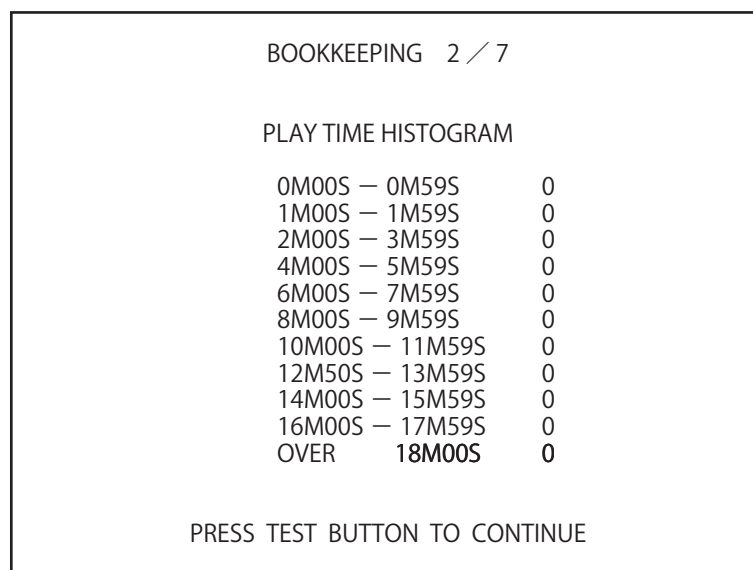 BOOKKEEPING 2 ／ 7
PLAY TIME HISTOGRAM
0M00S － 0M59S 0
1M00S － 1M59S 0
2M00S － 3M59S 0
4M00S － 5M59S 0
6M00S － 7M59S 0
8M00S － 9M59S 0
10M00S － 11M59S 0
12M50S － 13M59S 0
14M00S － 15M59S 0
16M00S － 17M59S 0
OVER 18M00S 0
PRESS TEST BUTTON TO CONTINUE